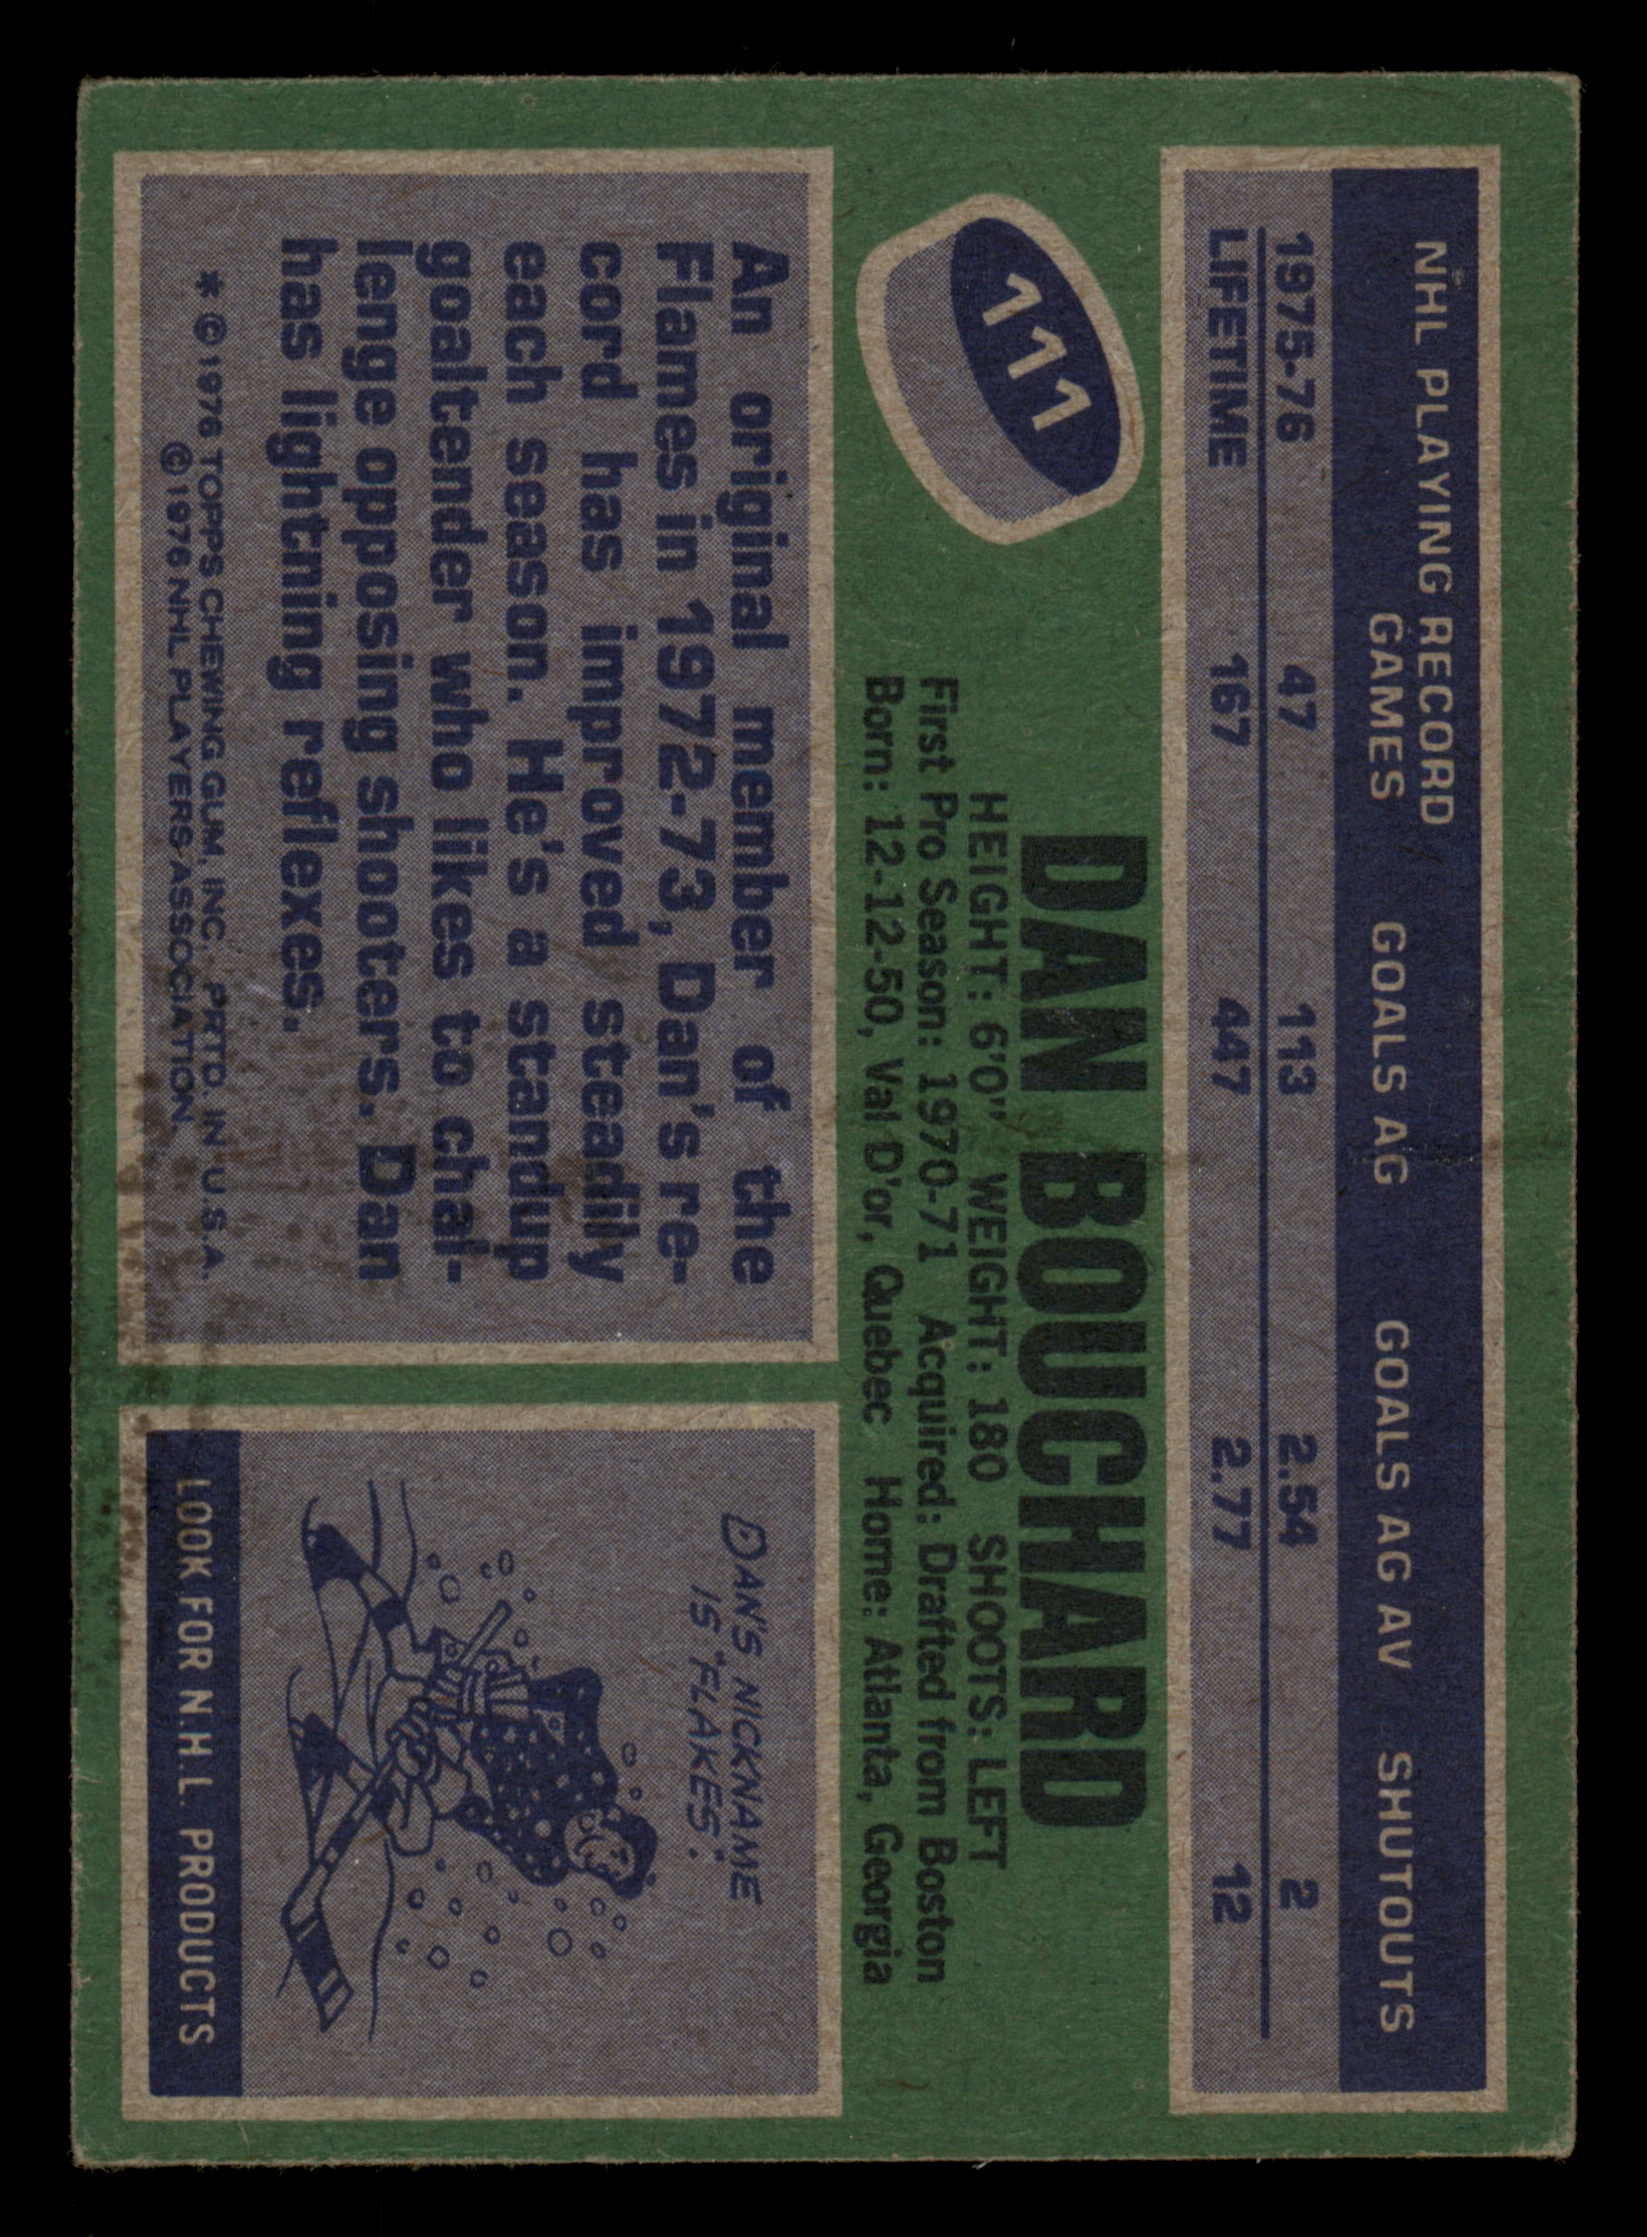 NHL PLAYING RECORD
GAMES GOALS AG GOALS AG AV SHUTOUTS
1975-76 47 113 2.54 2
LIFETIME 167 447 2.77 12
111
DAN BOUCHARD
HEIGHT: 6'0" WEIGHT: 180 SHOOTS: LEFT
First Pro Season: 1970-71 Acquired: Drafted from Boston
Born: 12-12-50, Val D'or, Quebec Home: Atlanta, Georgia
An original member of the
Flames in 1972-73, Dan's re-
cord has improved steadily
each season. He's a standup
goaltender who likes to chal-
lenge opposing shooters. Dan
has lightning reflexes.
* ©1976 TOPPS CHEWING GUM, INC. PRTD. IN U.S.A.
©1976 NHL PLAYERS ASSOCIATION
DAN'S NICKNAME
IS "FLAKES".
LOOK FOR N.H.L. PRODUCTS